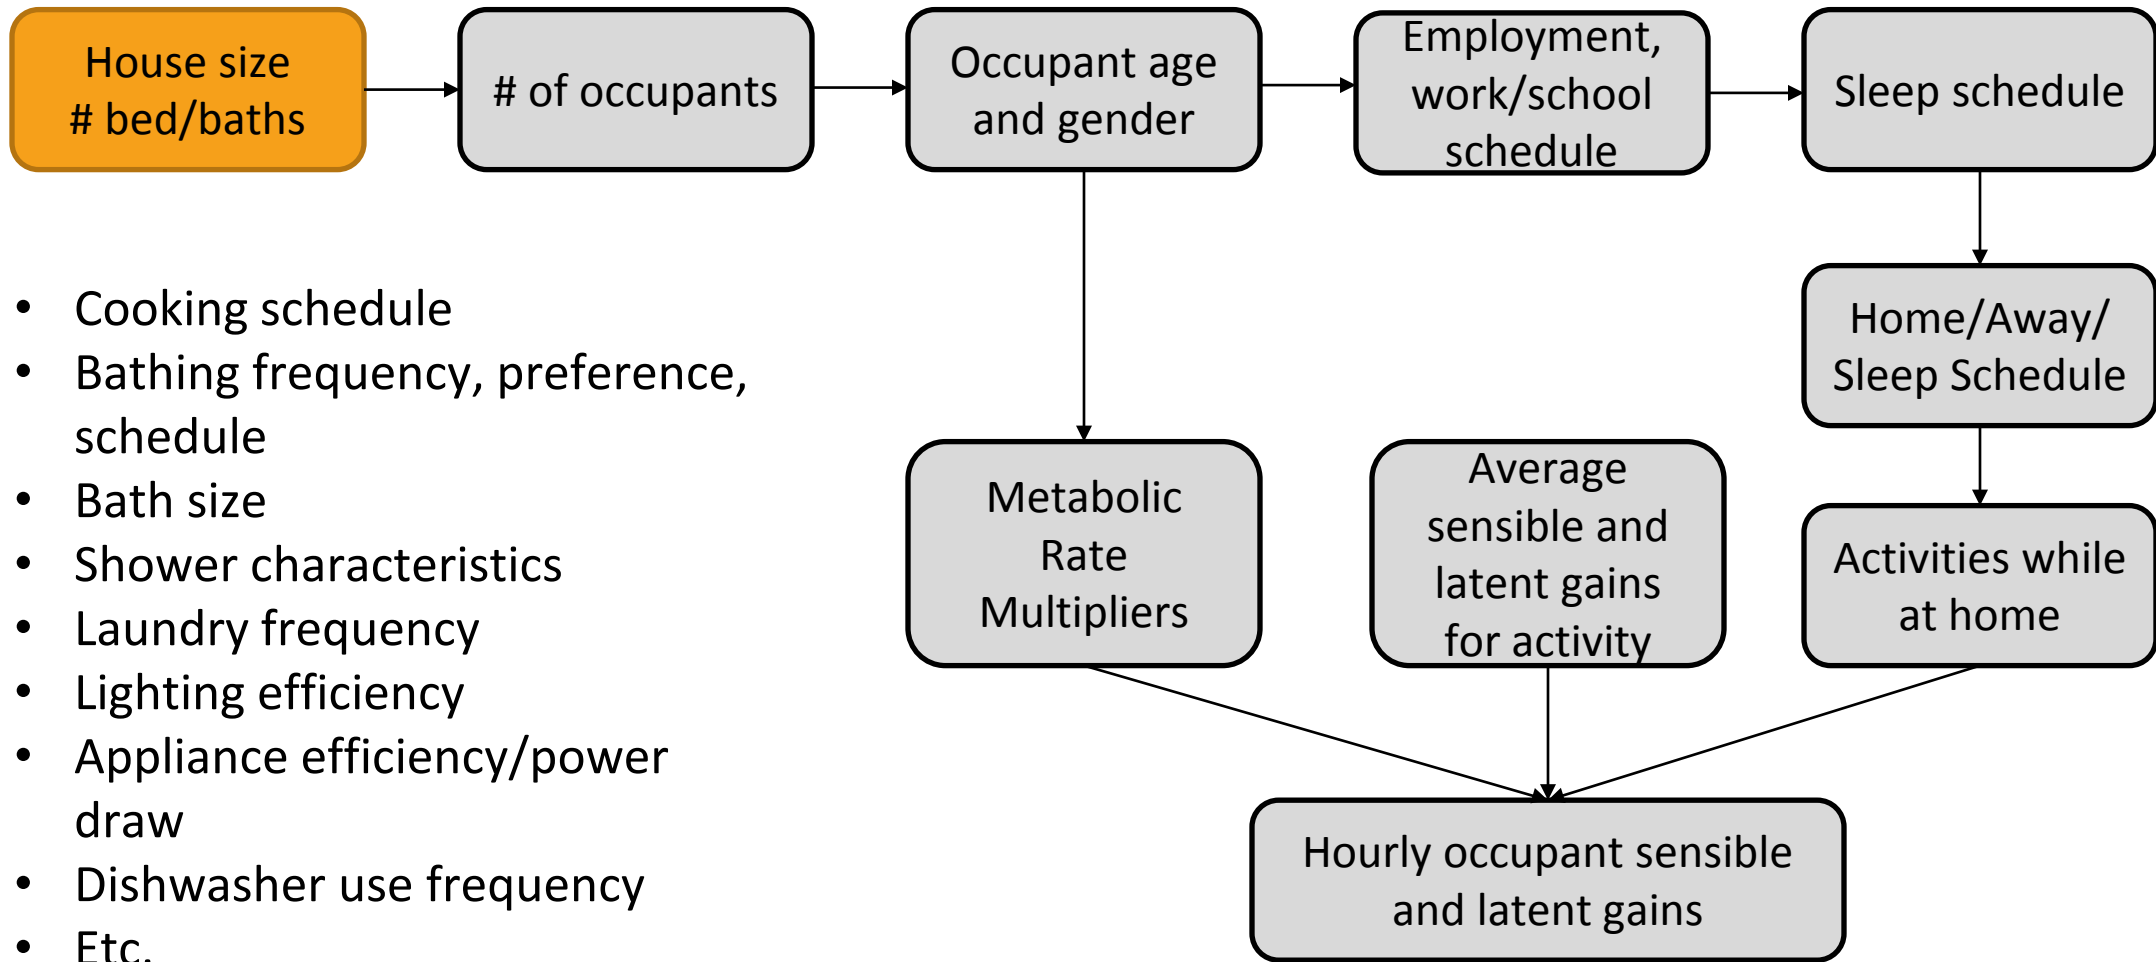 House size
# bed/baths
# of occupants
Occupant age
and gender
Employment,
work/school
schedule
Sleep schedule
Home/Away/
Sleep Schedule
• Cooking schedule
• Bathing frequency, preference,
schedule
• Bath size
• Shower characteristics
• Laundry frequency
• Lighting efficiency
• Appliance efficiency/power
draw
• Dishwasher use frequency
• Etc.
Metabolic
Rate
Multipliers
Average
sensible and
latent gains
for activity
Activities while
at home
Hourly occupant sensible
and latent gains